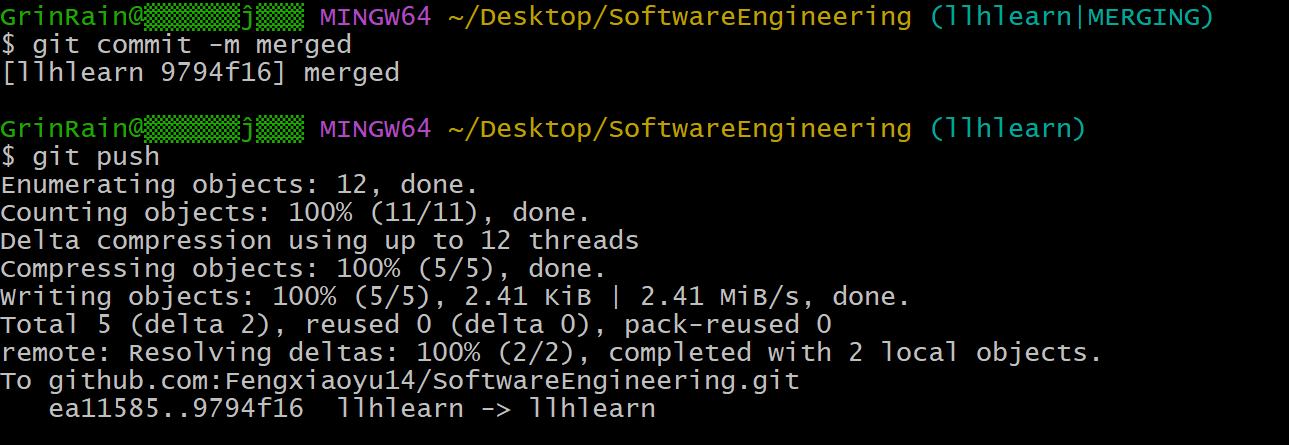 GrinRain@▒▒▒▒▒▒ĵ▒▒▒ MINGW64 ~/Desktop/SoftwareEngineering (llhlearn|MERGING)
$ git commit -m merged
[llhlearn 9794f16] merged
GrinRain@▒▒▒▒▒▒ĵ▒▒▒ MINGW64 ~/Desktop/SoftwareEngineering (llhlearn)
$ git push
Enumerating objects: 12, done.
Counting objects: 100% (11/11), done.
Delta compression using up to 12 threads
Compressing objects: 100% (5/5), done.
Writing objects: 100% (5/5), 2.41 KiB | 2.41 MiB/s, done.
Total 5 (delta 2), reused 0 (delta 0), pack-reused 0
remote: Resolving deltas: 100% (2/2), completed with 2 local objects.
To github.com:Fengxiaoyu14/SoftwareEngineering.git
   ea11585..9794f16  llhlearn -> llhlearn